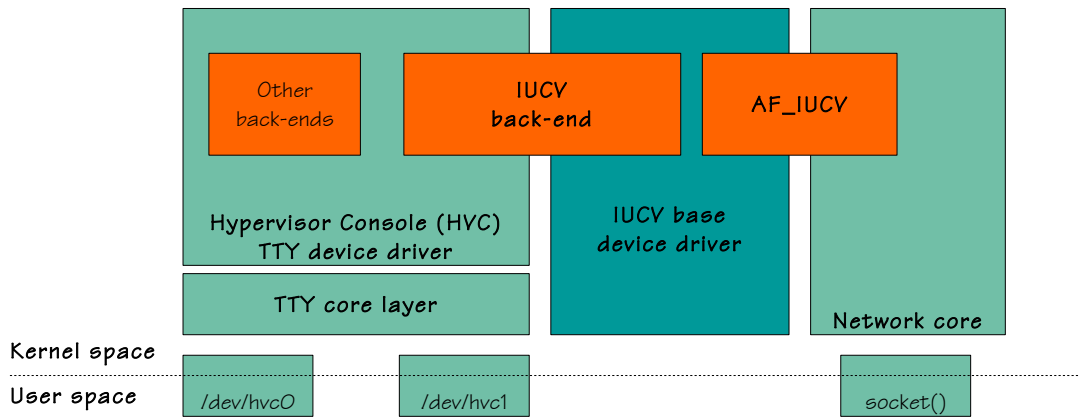 Other
back-ends
IUCV
back-end
AF_IUCV
Hypervisor Console (HVC)
TTY device driver
IUCV base
device driver
TTY core layer
Network core
Kernel space
User space
/dev/hvc0
/dev/hvc1
socket()